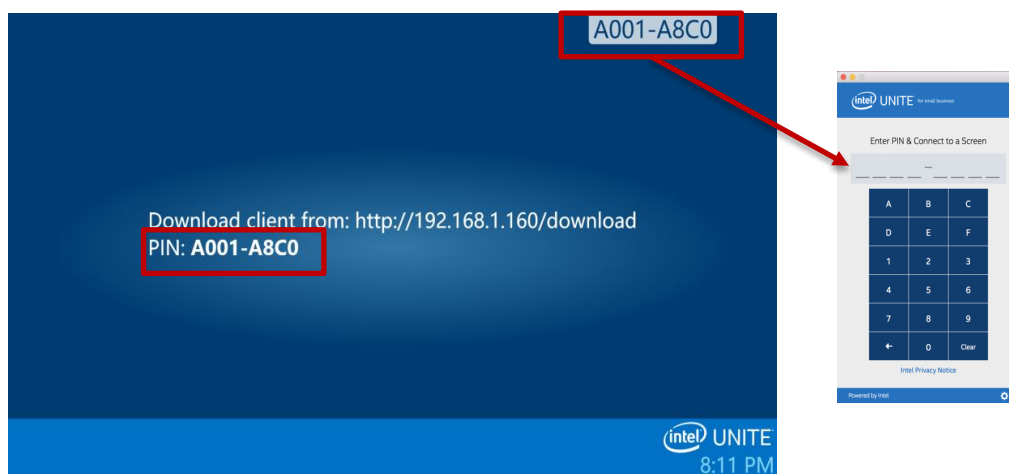 A001-A8C0
Download client from: http://192.168.1.160/download
PIN: A001-A8C0
intel UNITE
8:11 PM
intel UNITE for small business
Enter PIN & Connect to a Screen
A B C
D E F
1 2 3
4 5 6
7 8 9
← 0 Clear
Intel Privacy Notice
Powered by Intel